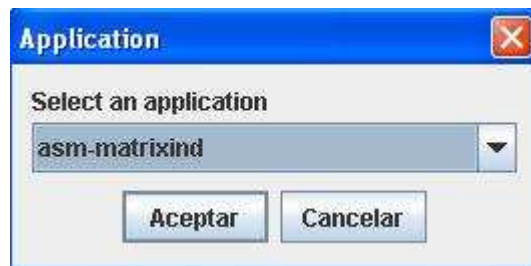 Application
Select an application
asm-matrixind
Aceptar Cancelar